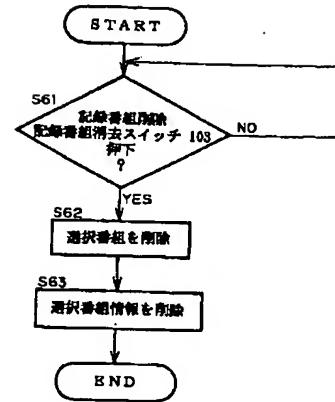 START
S61
記録番組削除
記録番組消去スイッチ 103
押下
?
NO
YES
S62
選択番組を削除
S63
選択番組情報を削除
END